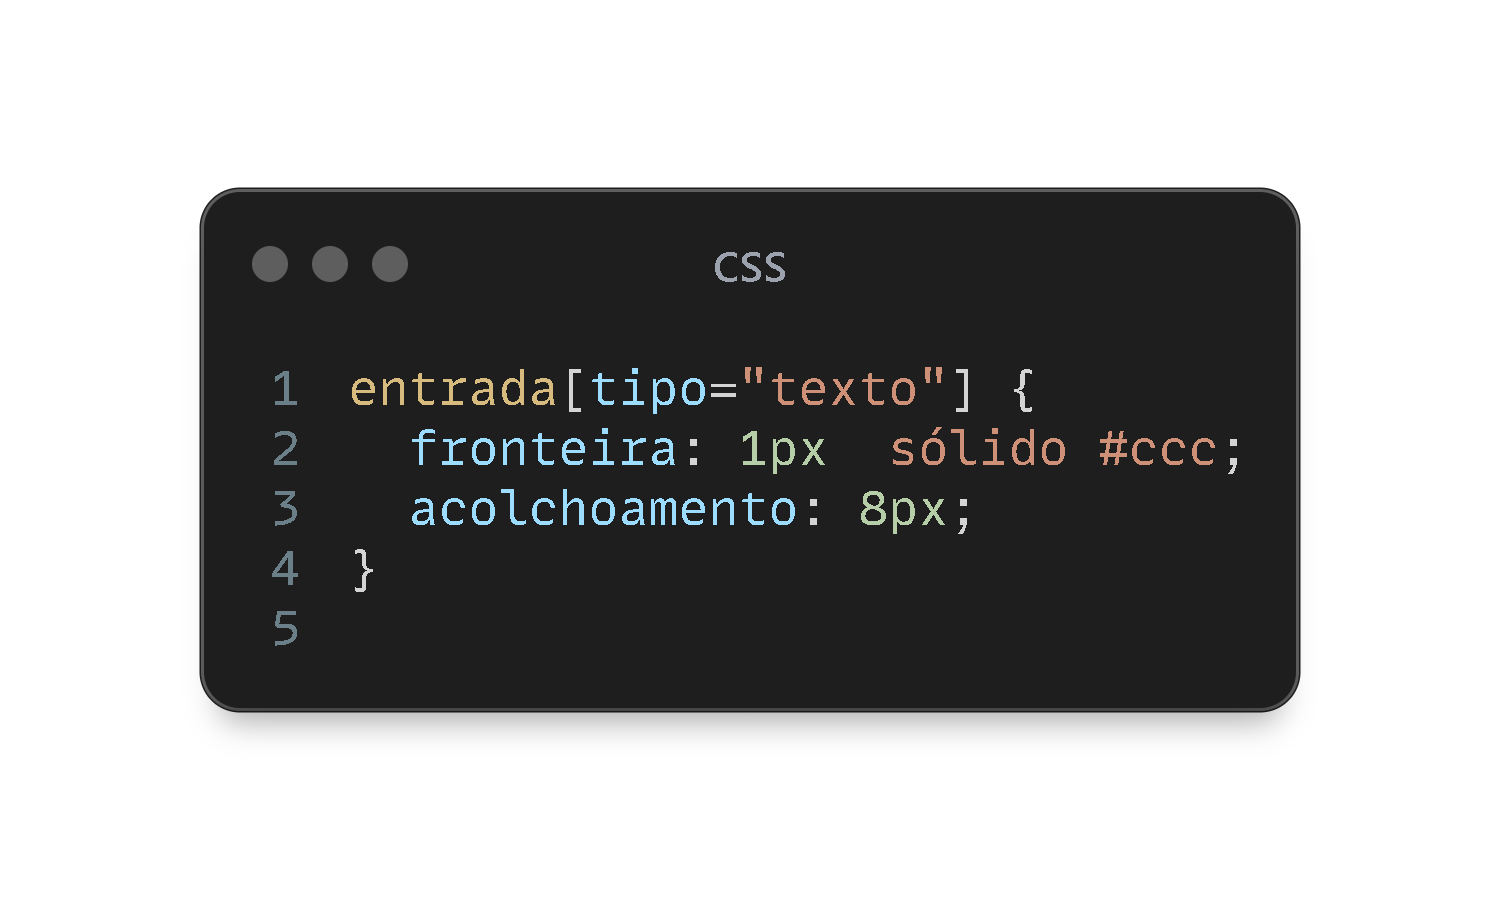 CSS
1 entrada[tipo="texto"] {
2   fronteira: 1px  sólido #ccc;
3   acolchoamento: 8px;
4 }
5